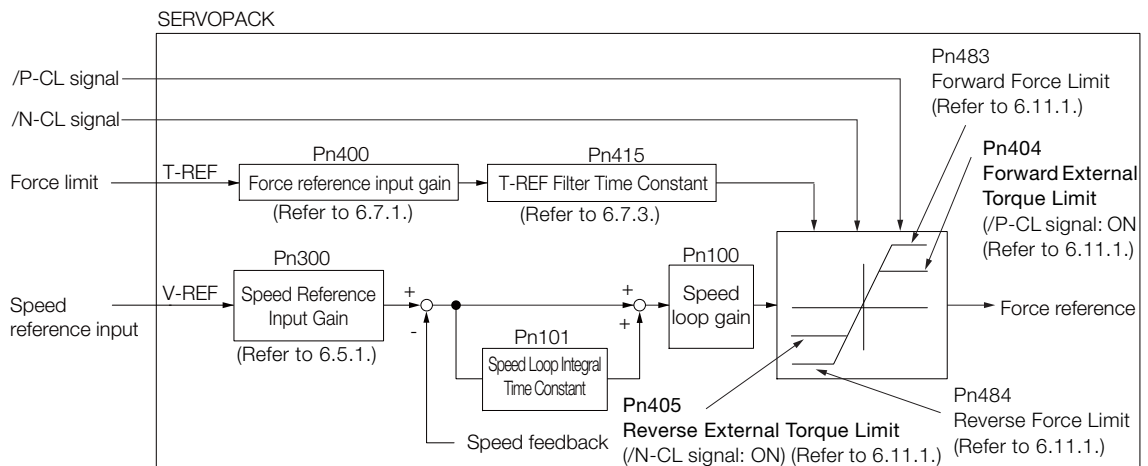 SERVOPACK
/P-CL signal
/N-CL signal
Force limit
T-REF
Pn400
Force reference input gain
(Refer to 6.7.1.)
Pn415
T-REF Filter Time Constant
(Refer to 6.7.3.)
Pn483
Forward Force Limit
(Refer to 6.11.1.)
Pn404
Forward External
Torque Limit
(/P-CL signal: ON
(Refer to 6.11.1.)
Speed
reference input
V-REF
Pn300
Speed Reference
Input Gain
(Refer to 6.5.1.)
+
-
Pn101
Speed Loop Integral
Time Constant
+
+
Pn100
Speed
loop gain
Force reference
Speed feedback
Pn405
Reverse External Torque Limit
(/N-CL signal: ON) (Refer to 6.11.1.)
Pn484
Reverse Force Limit
(Refer to 6.11.1.)